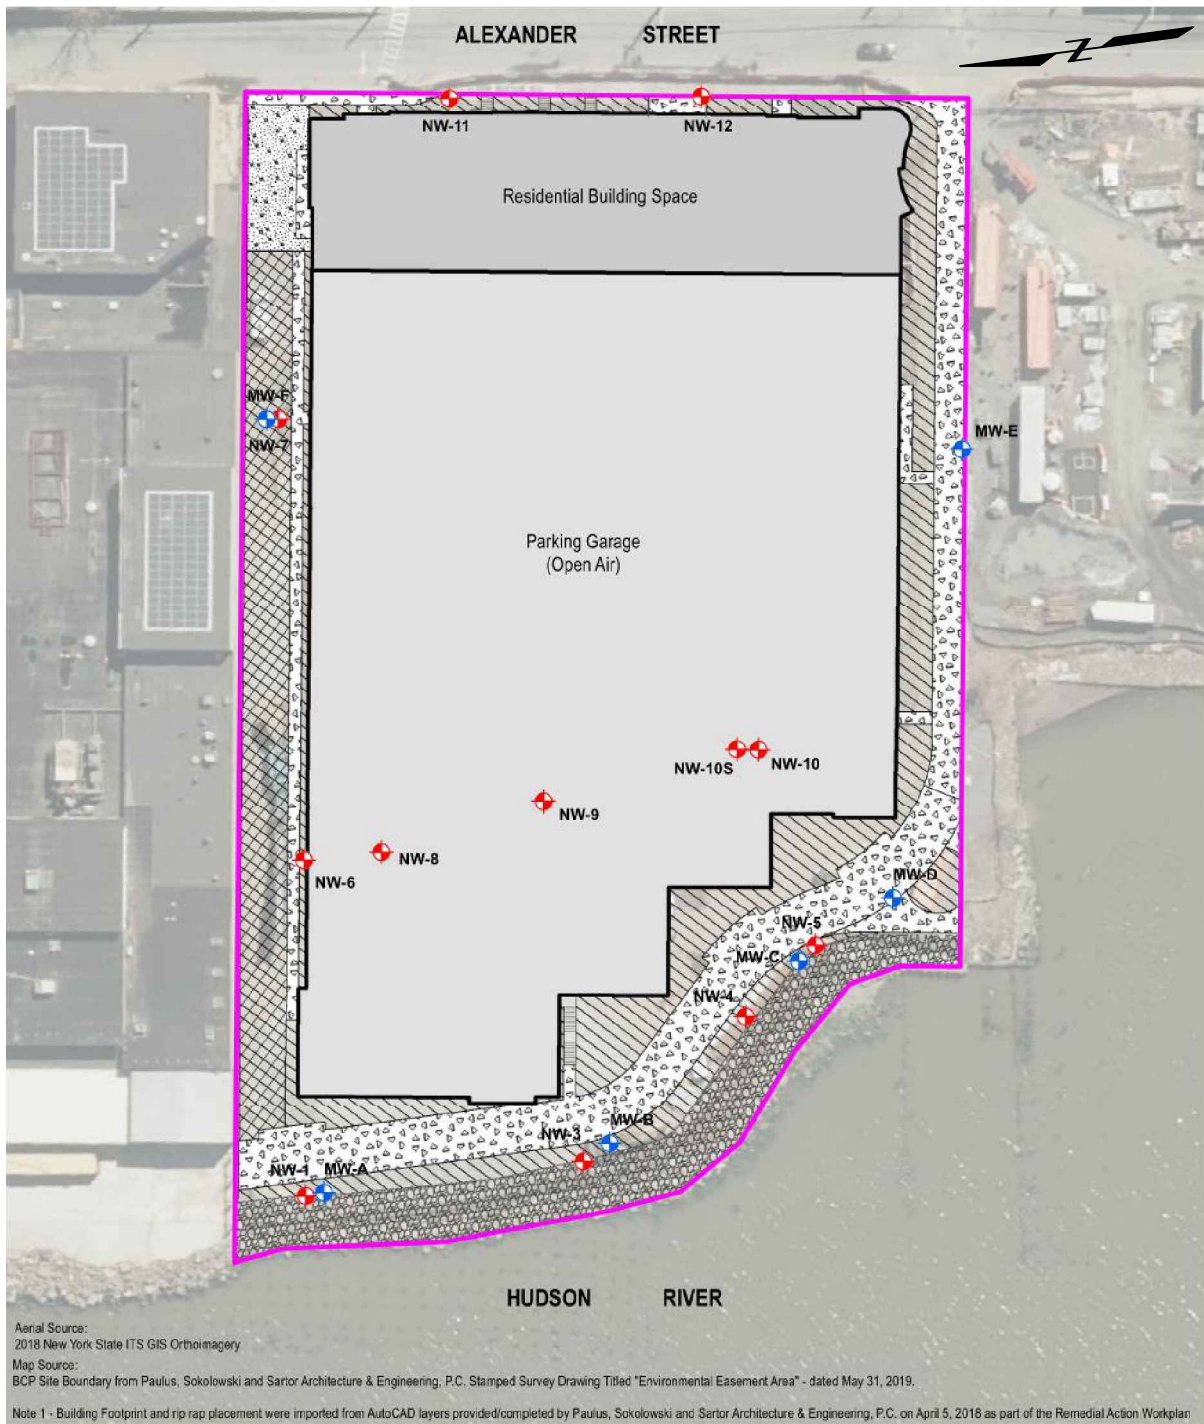 ALEXANDER STREET
Z
NW-11
NW-12
Residential Building Space
MW-F
NW-7
MW-E
Parking Garage
(Open Air)
NW-10S
NW-10
NW-9
NW-8
NW-6
MW-D
NW-5
MW-C
NW-4
MW-B
NW-3
NW-1
MW-A
HUDSON RIVER
Aerial Source:
2018 New York State ITS GIS Orthoimagery
Map Source:
BCP Site Boundary from Paulus, Sokolowski and Sartor Architecture & Engineering, P.C. Stamped Survey Drawing Titled "Environmental Easement Area" - dated May 31, 2019.
Note 1 - Building Footprint and rip rap placement were imported from AutoCAD layers provided/completed by Paulus, Sokolowski and Sartor Architecture & Engineering, P.C. on April 5, 2018 as part of the Remedial Action Workplan